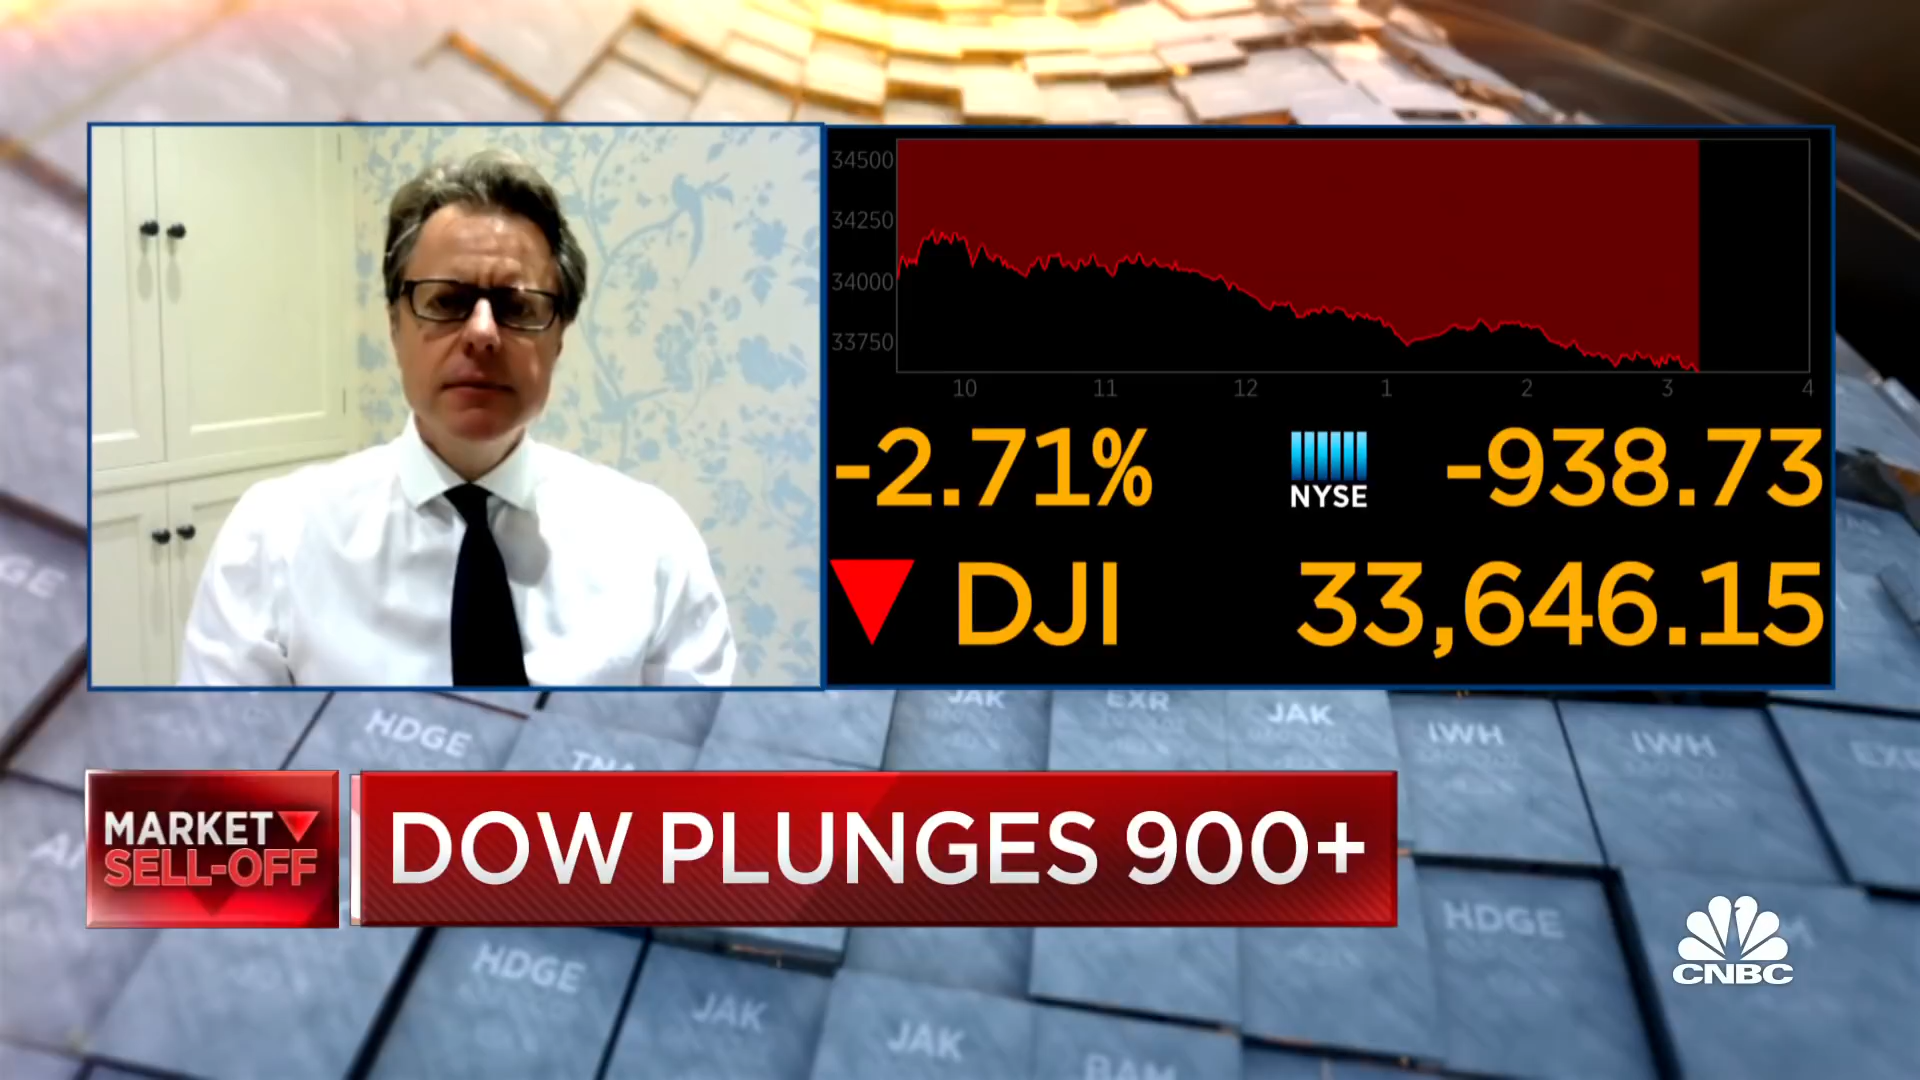 34500
34250
34000
33750
10 11 12 1 2 3 4
-2.71% NYSE -938.73
DJI 33,646.15
JAK EXR JAK IWH IWH
HDGE
GE
MARKET
SELL-OFF
DOW PLUNGES 900+
HDGE
HDGE
JAK
JAK
CNBC